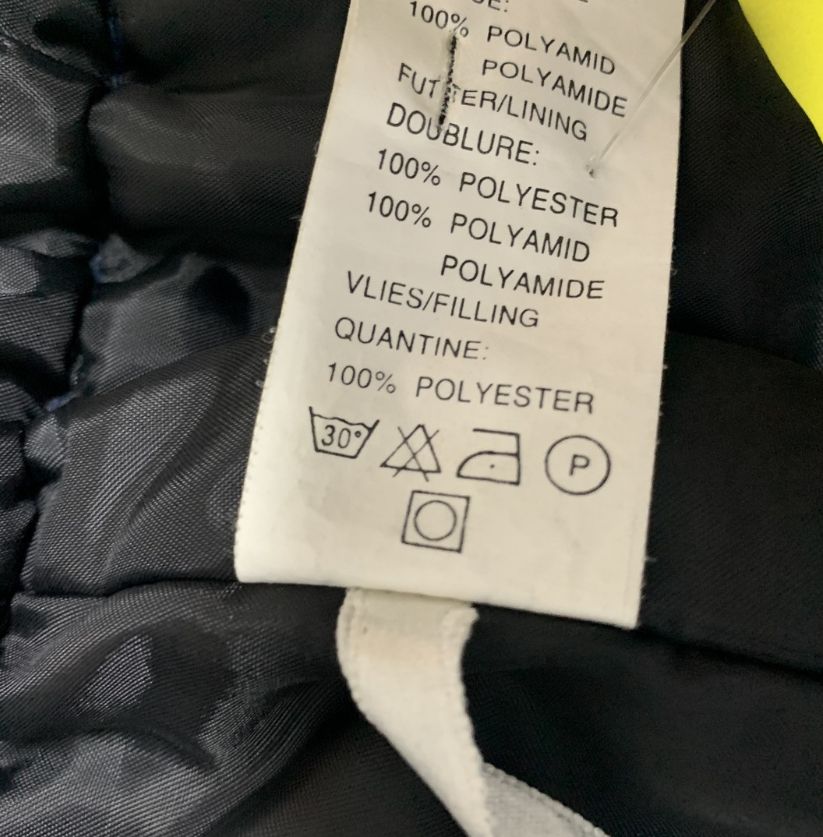 100% POLYAMID
POLYAMIDE
FUTTER/LINING
DOUBLURE:
100% POLYESTER
100% POLYAMID
POLYAMIDE
VLIES/FILLING
QUANTINE:
100% POLYESTER
30°
P